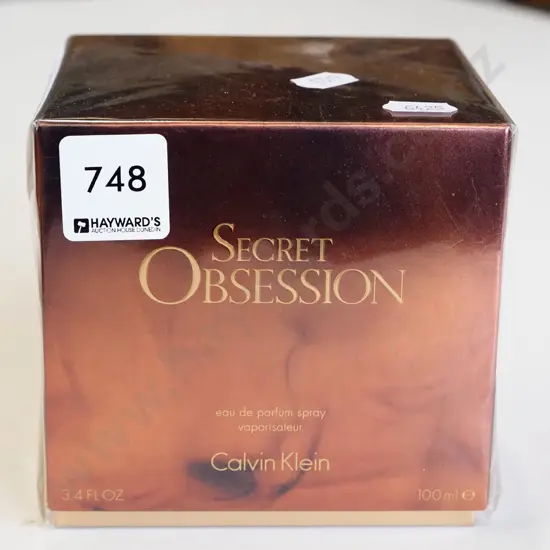 6425
748
HAYWARD'S
AUCTION HOUSE DUNEDIN
SECRET
OBSESSION
eau de parfum spray
vaporisateur
Calvin Klein
3.4 FL OZ
100 ml e